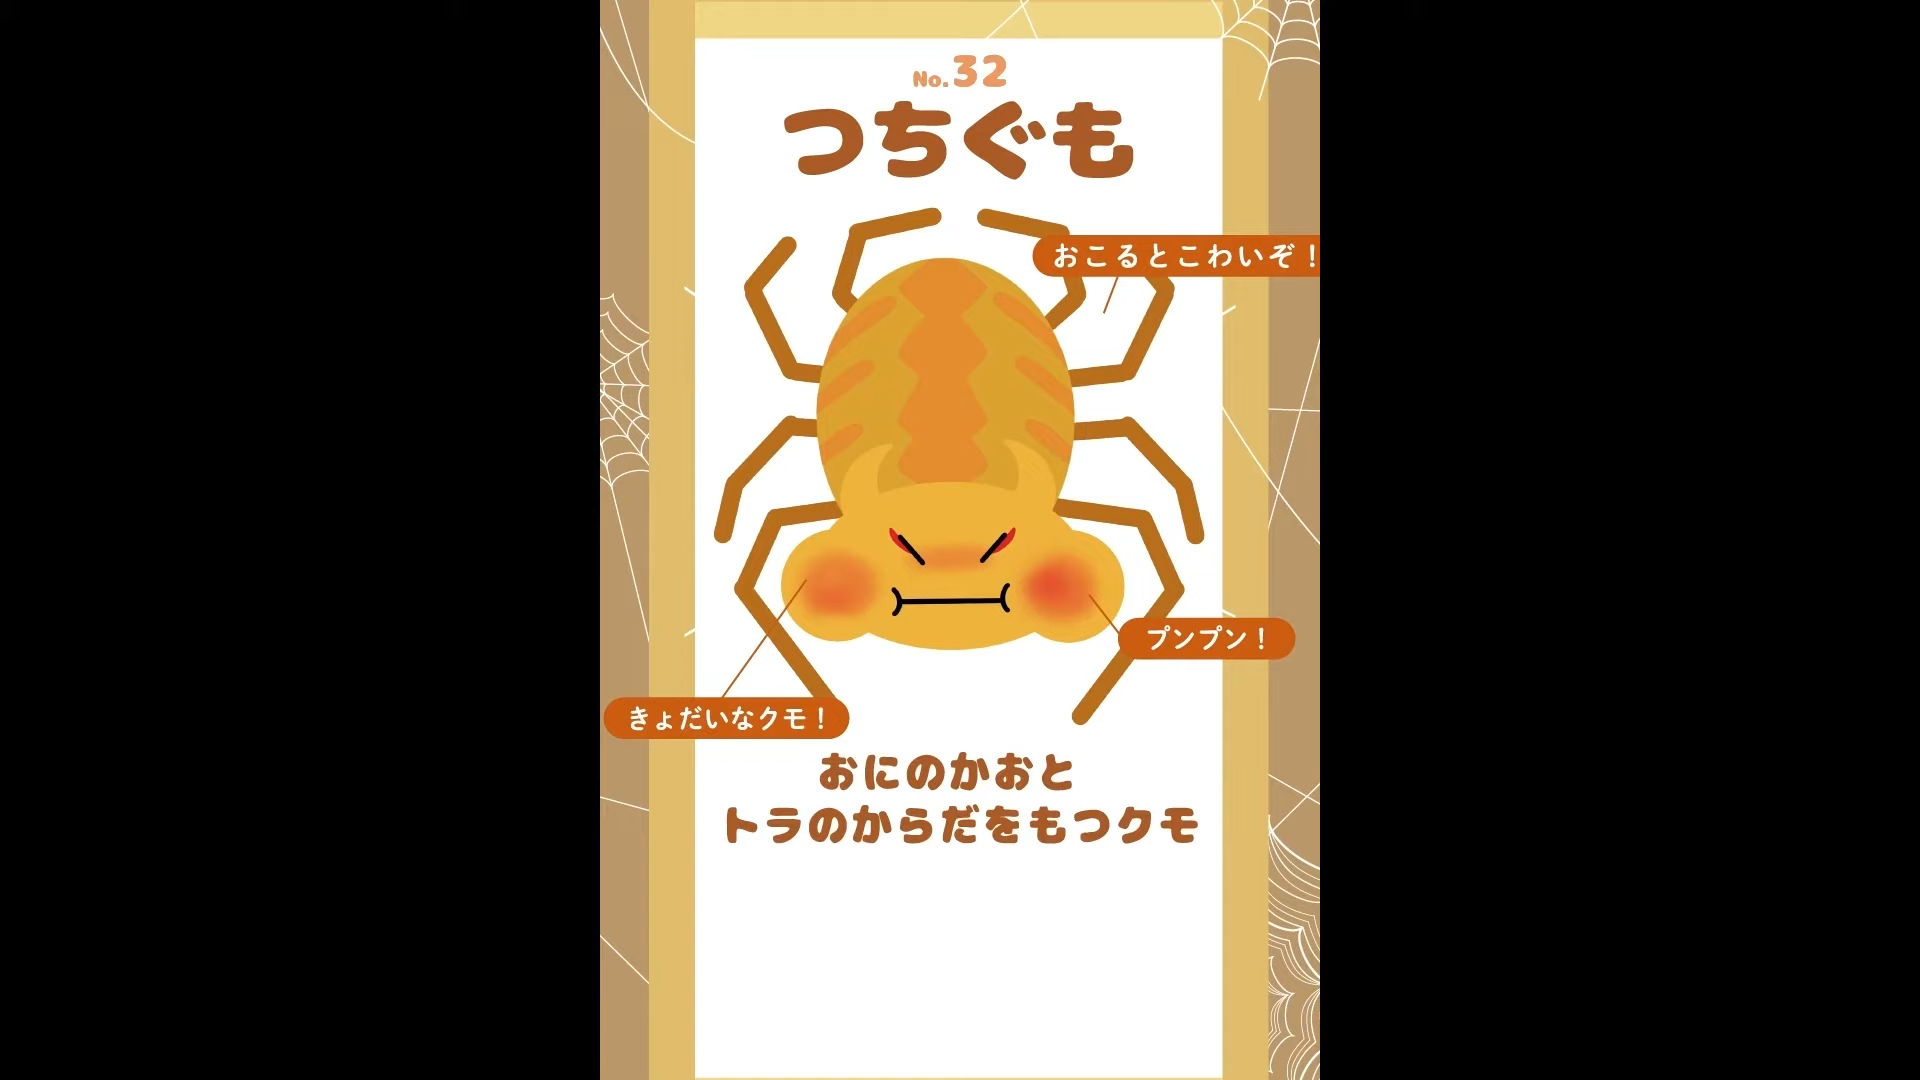 No.32
つちぐも
おこるとこわいぞ！
プンプン！
きょだいなクモ！
おにのかおと
トラのからだをもつクモ